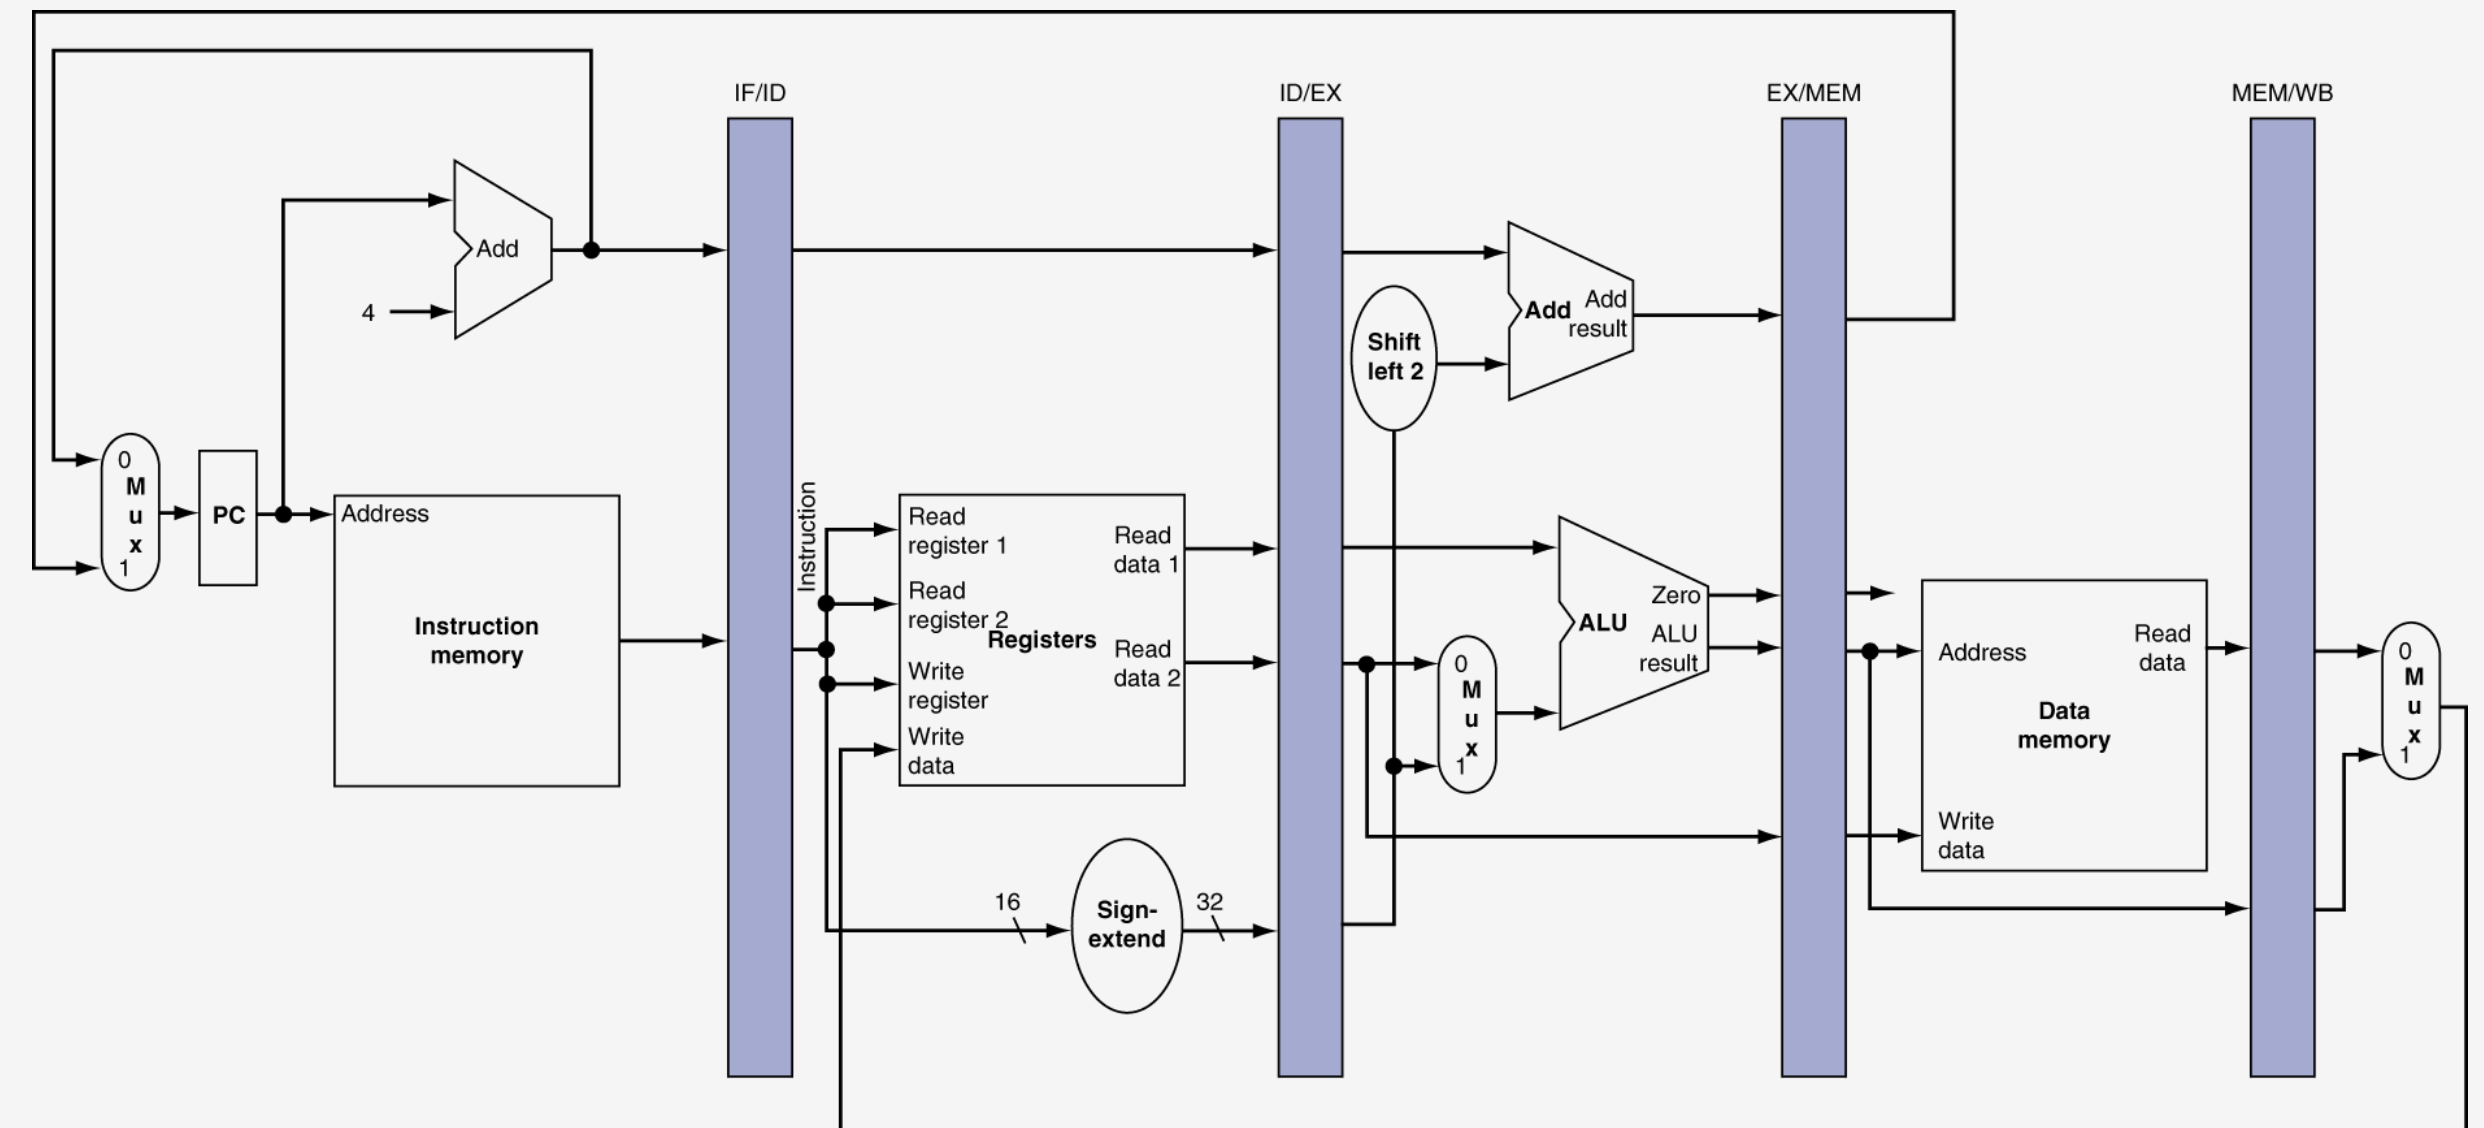 IF/ID
ID/EX
EX/MEM
MEM/WB
Add
4
Add
Add
result
Shift
left 2
0
M
u
x
1
PC
Address
Instruction
memory
Instruction
Read
register 1
Read
register 2
Registers
Write
register
Write
data
Read
data 1
Read
data 2
16
Sign-
extend
32
0
M
u
x
1
Zero
ALU
ALU
result
Address
Read
data
Data
memory
Write
data
0
M
u
x
1